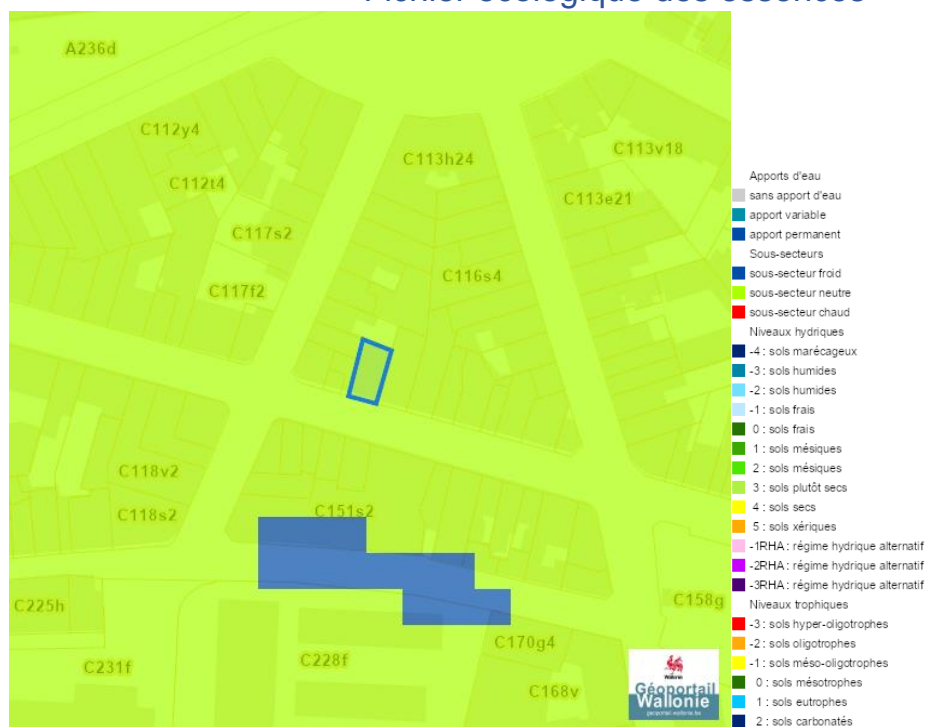 Fichier écologique des essences
A236d
C112y4
C113h24
C113v18
C112t4
C113e21
C117s2
C116s4
C117f2
C118v2
C118s2
C151s2
C225h
C158g
C170g4
C231f
C228f
C168v
Wallonie
Géoportail
Wallonie
geoportail.wallonie.be
Apports d'eau
sans apport d'eau
apport variable
apport permanent
Sous-secteurs
sous-secteur froid
sous-secteur neutre
sous-secteur chaud
Niveaux hydriques
-4 : sols marécageux
-3 : sols humides
-2 : sols humides
-1 : sols frais
0 : sols frais
1 : sols mésiques
2 : sols mésiques
3 : sols plutôt secs
4 : sols secs
5 : sols xériques
-1RHA : régime hydrique alternatif
-2RHA : régime hydrique alternatif
-3RHA : régime hydrique alternatif
Niveaux trophiques
-3 : sols hyper-oligotrophes
-2 : sols oligotrophes
-1 : sols méso-oligotrophes
0 : sols mésotrophes
1 : sols eutrophes
2 : sols carbonatés